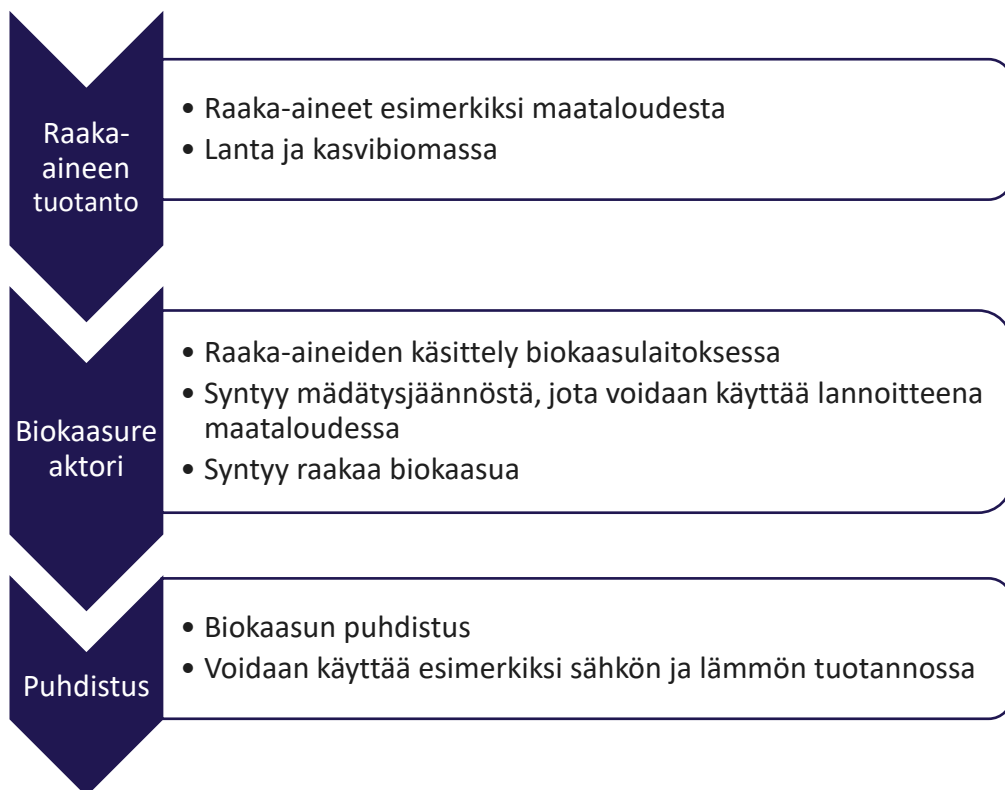 Raaka-
aineen
tuotanto
• Raaka-aineet esimerkiksi maataloudesta
• Lanta ja kasvibiomassa
Biokaasure
aktori
• Raaka-aineiden käsittely biokaasulaitoksessa
• Syntyy mädätysjäännöstä, jota voidaan käyttää lannoitteena
maataloudessa
• Syntyy raakaa biokaasua
Puhdistus
• Biokaasun puhdistus
• Voidaan käyttää esimerkiksi sähkön ja lämmön tuotannossa